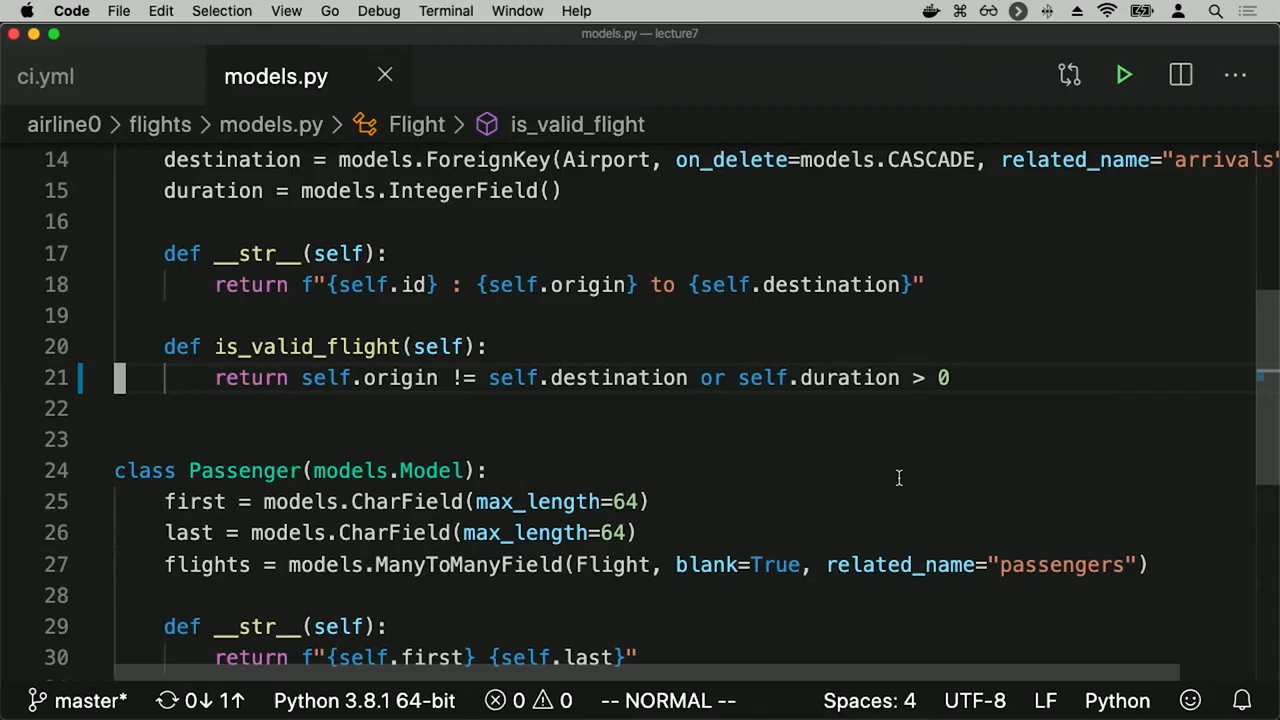 Code File Edit Selection View Go Debug Terminal Window Help
models.py — lecture7
ci.yml models.py
airline0 > flights > models.py > Flight > is_valid_flight
14 destination = models.ForeignKey(Airport, on_delete=models.CASCADE, related_name="arrivals"
15 duration = models.IntegerField()
16
17 def __str__(self):
18 return f"{self.id} : {self.origin} to {self.destination}"
19
20 def is_valid_flight(self):
21 return self.origin != self.destination or self.duration > 0
22
23
24 class Passenger(models.Model):
25 first = models.CharField(max_length=64)
26 last = models.CharField(max_length=64)
27 flights = models.ManyToManyField(Flight, blank=True, related_name="passengers")
28
29 def __str__(self):
30 return f"{self.first} {self.last}"
master* 0↓ 1↑ Python 3.8.1 64-bit 0 0 -- NORMAL -- Spaces: 4 UTF-8 LF Python